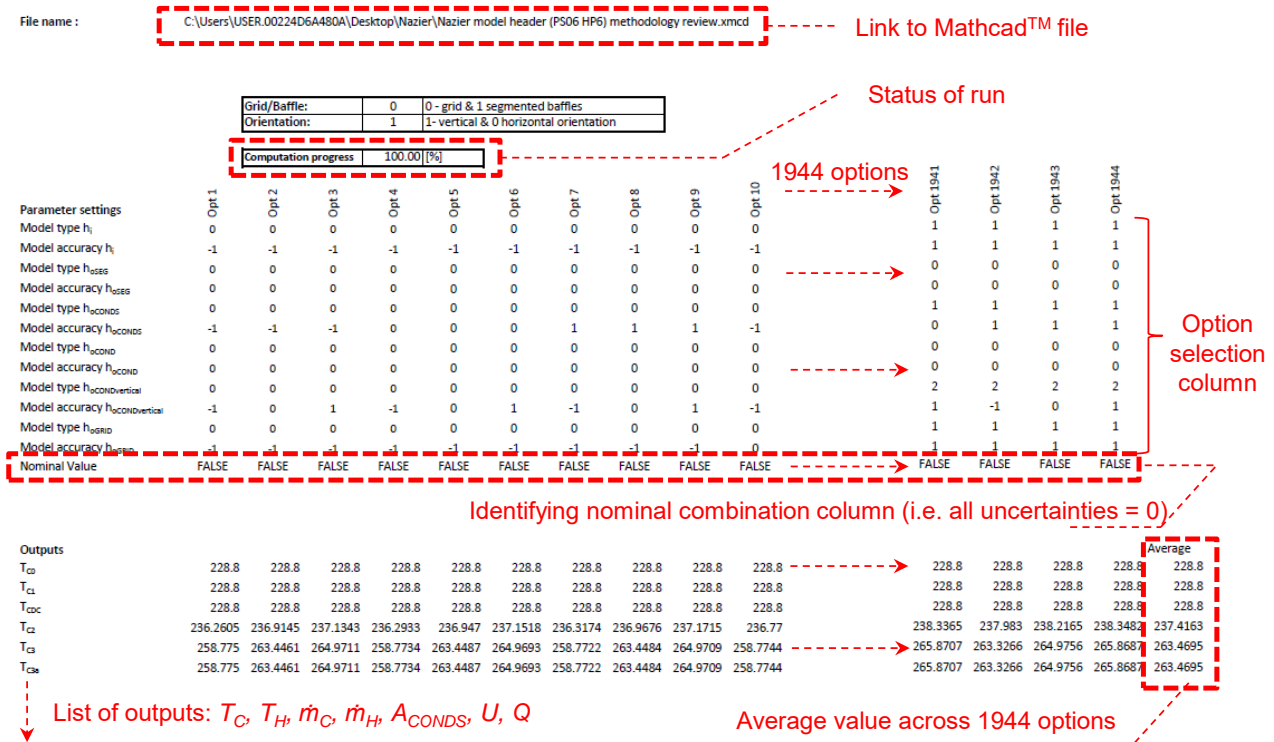 File name : C:\Users\USER.00224D6A480A\Desktop\Nazier\Nazier model header (PS06 HP6) methodology review.xmcd
Link to Mathcad™ file
Status of run
Grid/Baffle: 0 0 - grid & 1 segmented baffles
Orientation: 1 1- vertical & 0 horizontal orientation
Computation progress 100.00 [%]
1944 options
Parameter settings Opt 1 Opt 2 Opt 3 Opt 4 Opt 5 Opt 6 Opt 7 Opt 8 Opt 9 Opt 10 Opt 1941 Opt 1942 Opt 1943 Opt 1944
Model type hi 0 0 0 0 0 0 0 0 0 0 1 1 1 1
Model accuracy hi -1 -1 -1 -1 -1 -1 -1 -1 -1 -1 1 1 1 1
Model type hoSEG 0 0 0 0 0 0 0 0 0 0 0 0 0 0
Model accuracy hoSEG 0 0 0 0 0 0 0 0 0 0 0 0 0 0
Model type hoCONDS 0 0 0 0 0 0 0 0 0 0 1 1 1 1
Model accuracy hoCONDS -1 -1 -1 0 0 0 1 1 1 -1 0 1 1 1
Model type hoCOND 0 0 0 0 0 0 0 0 0 0 0 0 0 0
Model accuracy hoCOND 0 0 0 0 0 0 0 0 0 0 0 0 0 0
Model type hoCONDvertical 0 0 0 0 0 0 0 0 0 0 2 2 2 2
Model accuracy hoCONDvertical -1 0 1 -1 0 1 -1 0 1 -1 1 -1 0 1
Model type hoGRID 0 0 0 0 0 0 0 0 0 0 1 1 1 1
Model accuracy hoGRID -1 -1 -1 -1 -1 -1 -1 -1 -1 0 1 1 1 1
Nominal Value FALSE FALSE FALSE FALSE FALSE FALSE FALSE FALSE FALSE FALSE FALSE FALSE FALSE FALSE
Option
selection
column
Identifying nominal combination column (i.e. all uncertainties = 0)
Outputs Average
TC0 228.8 228.8 228.8 228.8 228.8 228.8 228.8 228.8 228.8 228.8 228.8 228.8 228.8 228.8 228.8
TC1 228.8 228.8 228.8 228.8 228.8 228.8 228.8 228.8 228.8 228.8 228.8 228.8 228.8 228.8 228.8
TCDC 228.8 228.8 228.8 228.8 228.8 228.8 228.8 228.8 228.8 228.8 228.8 228.8 228.8 228.8 228.8
TC2 236.2605 236.9145 237.1343 236.2933 236.947 237.1518 236.3174 236.9676 237.1715 236.77 238.3365 237.983 238.2165 238.3482 237.4163
TC3 258.775 263.4461 264.9711 258.7734 263.4487 264.9693 258.7722 263.4484 264.9709 258.7744 265.8707 263.3266 264.9756 265.8687 263.4695
TC3a 258.775 263.4461 264.9711 258.7734 263.4487 264.9693 258.7722 263.4484 264.9709 258.7744 265.8707 263.3266 264.9756 265.8687 263.4695
List of outputs: TC, TH, ṁC, ṁH, ACONDS, U, Q
Average value across 1944 options